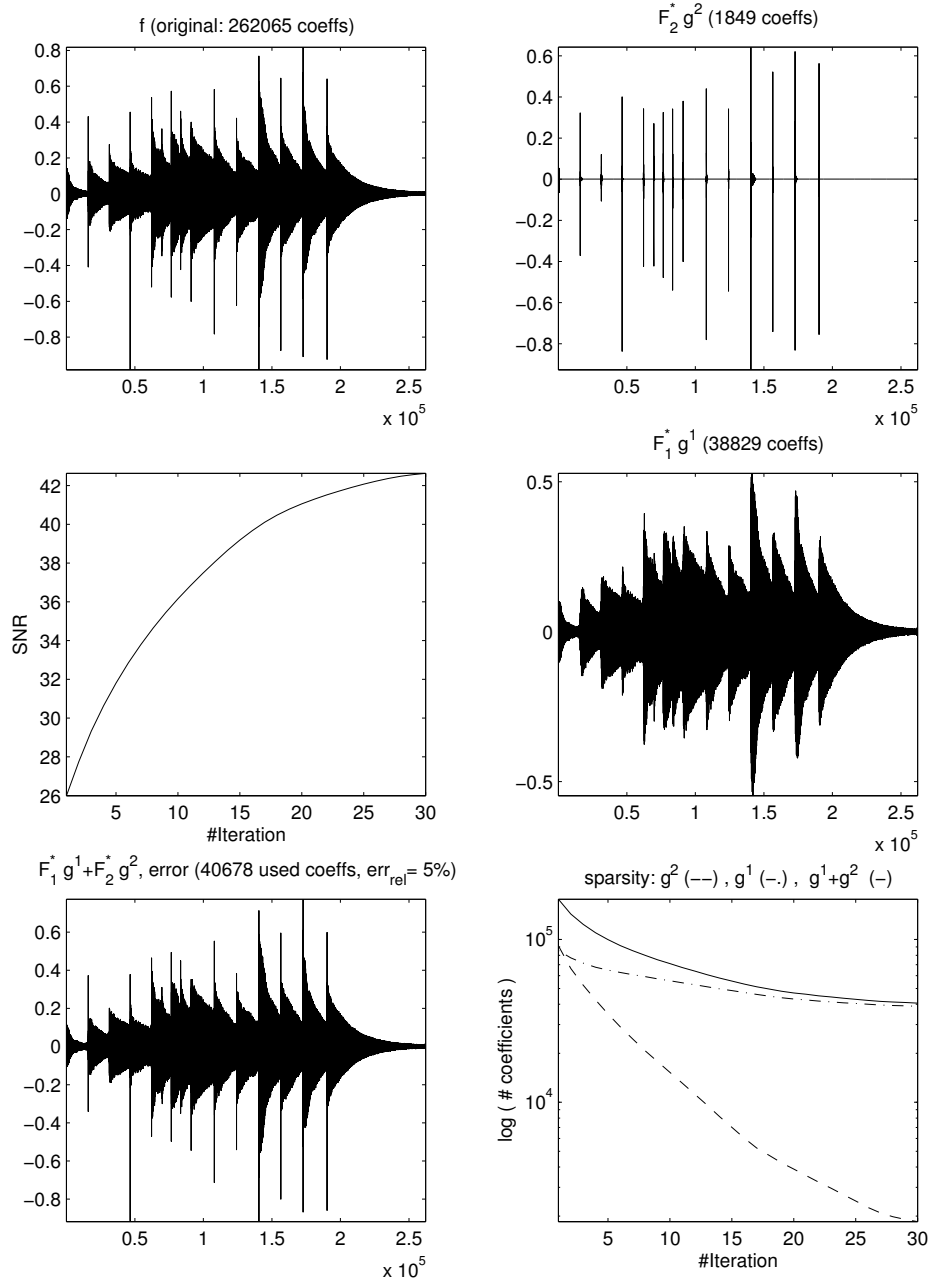 f (original: 262065 coeffs)
0.8
0.6
0.4
0.2
0
−0.2
−0.4
−0.6
−0.8
0.5 1 1.5 2 2.5
x 10^5
F_2^* g^2 (1849 coeffs)
0.6
0.4
0.2
0
−0.2
−0.4
−0.6
−0.8
0.5 1 1.5 2 2.5
x 10^5
SNR
42
40
38
36
34
32
30
28
26
5 10 15 20 25 30
#Iteration
F_1^* g^1 (38829 coeffs)
0.5
0
−0.5
0.5 1 1.5 2 2.5
x 10^5
F_1^* g^1+F_2^* g^2, error (40678 used coeffs, err_rel= 5%)
0.6
0.4
0.2
0
−0.2
−0.4
−0.6
−0.8
0.5 1 1.5 2 2.5
x 10^5
sparsity: g^2 (−−) , g^1 (−.) , g^1+g^2 (−)
log ( # coefficients )
10^5
10^4
5 10 15 20 25 30
#Iteration